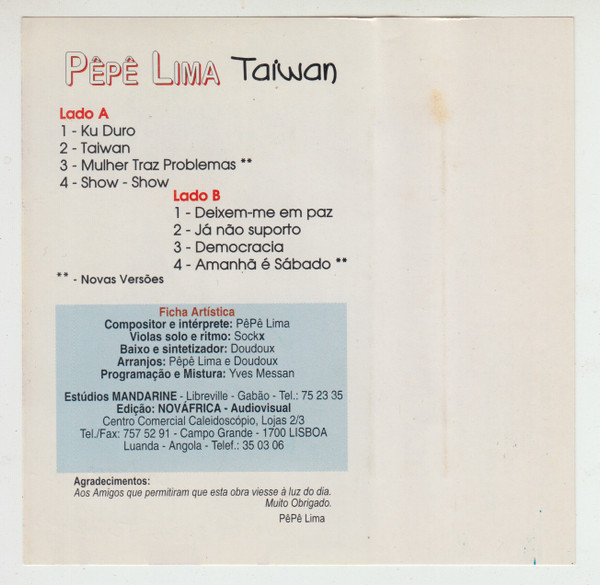 PÊPÊ LIMA Taiwan
Lado A
1 - Ku Duro
2 - Taiwan
3 - Mulher Traz Problemas **
4 - Show - Show
Lado B
1 - Deixem-me em paz
2 - Já não suporto
3 - Democracia
4 - Amanhã é Sábado **
** - Novas Versões
Ficha Artística
Compositor e intérprete: PêPê Lima
Violas solo e ritmo: Sockx
Baixo e sintetizador: Doudoux
Arranjos: Pêpê Lima e Doudoux
Programação e Mistura: Yves Messan
Estúdios MANDARINE - Libreville - Gabão - Tel.: 75 23 35
Edição: NOVÁFRICA - Audiovisual
Centro Comercial Caleidoscópio, Lojas 2/3
Tel./Fax: 757 52 91 - Campo Grande - 1700 LISBOA
Luanda - Angola - Telef.: 35 03 06
Agradecimentos:
Aos Amigos que permitiram que esta obra viesse à luz do dia.
Muito Obrigado.
PêPê Lima